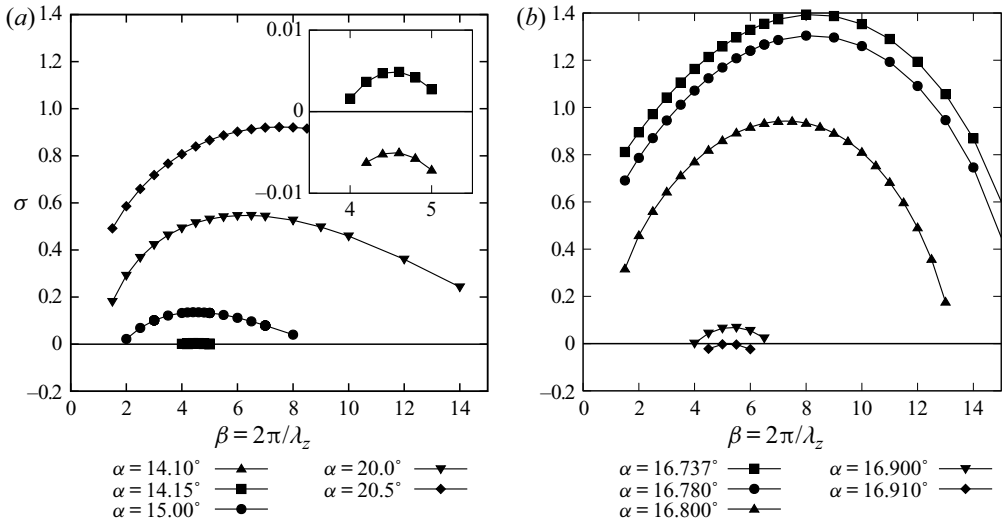 (a)
1.4
1.2
1.0
0.8
0.6
0.4
0.2
0
−0.2
σ
0 2 4 6 8 10 12 14
β = 2π/λz
0.01
0
−0.01
4 5
α = 14.10°
α = 14.15°
α = 15.00°
α = 20.0°
α = 20.5°
(b)
1.4
1.2
1.0
0.8
0.6
0.4
0.2
0
−0.2
0 2 4 6 8 10 12 14
β = 2π/λz
α = 16.737°
α = 16.780°
α = 16.800°
α = 16.900°
α = 16.910°